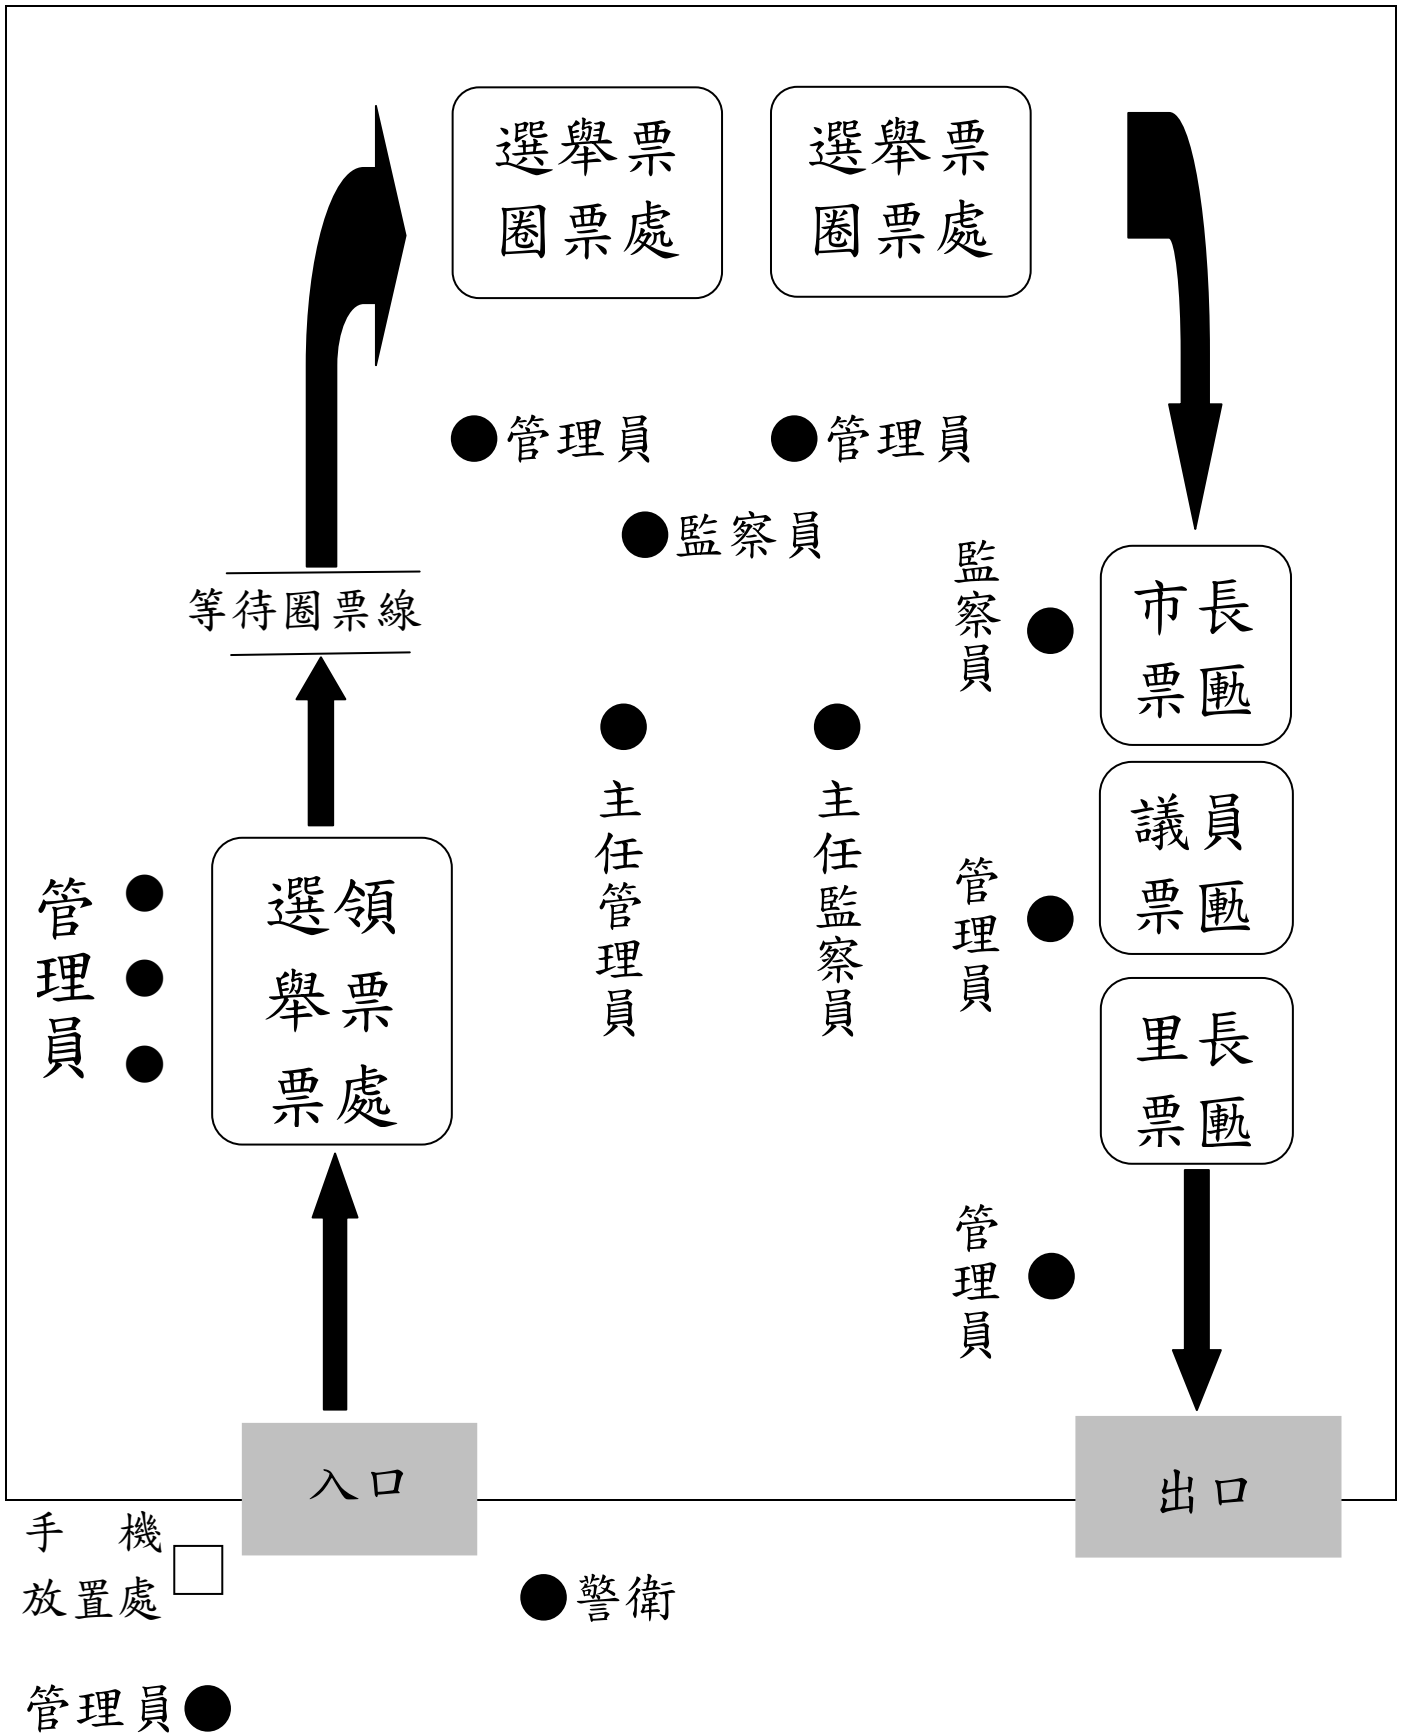 選舉票
圈票處
選舉票
圈票處
管理員
管理員
監察員
等待圈票線
監察員
市長
票匭
主任管理員
主任監察員
議員
票匭
管理員
管理員
選領
舉票
票處
里長
票匭
管理員
入口
出口
手 機
放置處
警衛
管理員